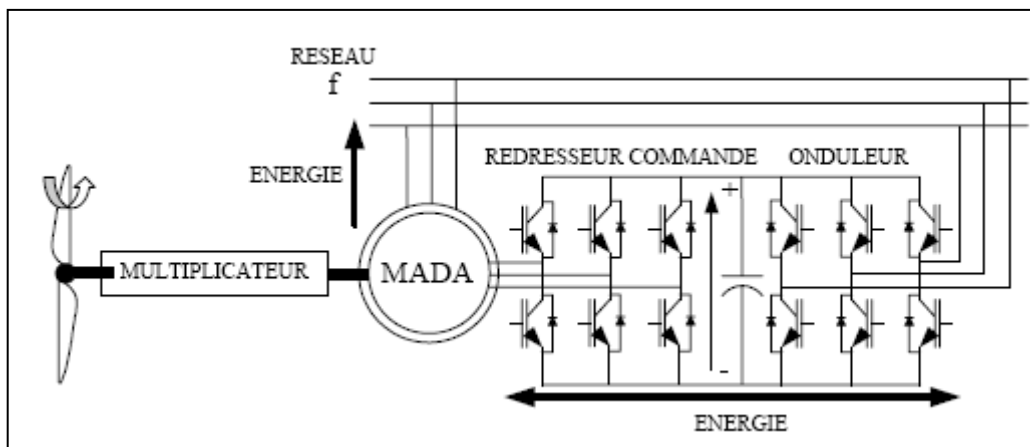 RESEAU
f
ENERGIE
REDRESSEUR COMMANDE
ONDULEUR
+
MULTIPLICATEUR
MADA
-
ENERGIE